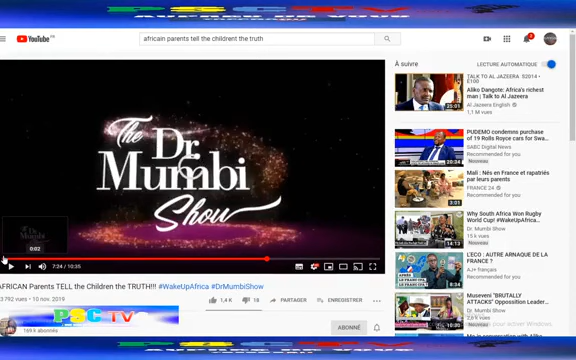 PSCTV
YouTube
africain parents tell the childrent the truth
À suivre
LECTURE AUTOMATIQUE
TALK TO AL JAZEERA S2014 • E100
Aliko Dangote: Africa's richest
man | Talk to Al Jazeera
Al Jazeera English
1,1 M vues
25:01
PUDEMO condemns purchase
of 19 Rolls Royce cars for Swa...
SABC Digital News
Recommended for you
Nouveau
20:34
Mali : Nés en France et rapatriés
par leurs parents
FRANCE 24
Recommended for you
3:01
Why South Africa Won Rugby
World Cup! #WakeUpAfrica...
Dr. Mumbi Show
15 k vues
14:13
L'ECO : AUTRE ARNAQUE DE
LA FRANCE ?
AJ+ français
Recommended for you
8:54
Museveni "BRUTALLY
ATTACKS" Opposition Leader...
Dr. Mumbi Show
10:30
The
Dr.
Mumbi
Show
0:02
7:24 / 10:35
AFRICAN Parents TELL the Children the TRUTH!!! #WakeUpAfrica #DrMumbiShow
3 792 vues • 10 nov. 2019
1,4 K
18
PARTAGER
ENREGISTRER
PSC TV
169 k abonnés
ABONNÉ